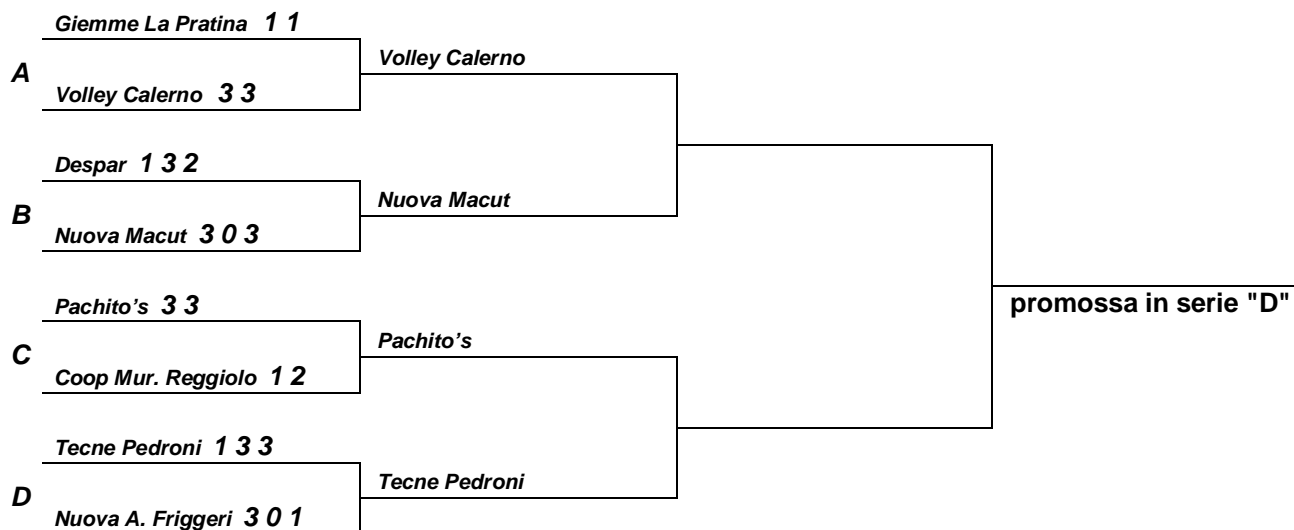 Giemme La Pratina 1 1
A
Volley Calerno
Volley Calerno 3 3
Despar 1 3 2
B
Nuova Macut
Nuova Macut 3 0 3
Pachito’s 3 3
promossa in serie "D"
C
Pachito’s
Coop Mur. Reggiolo 1 2
Tecne Pedroni 1 3 3
D
Tecne Pedroni
Nuova A. Friggeri 3 0 1